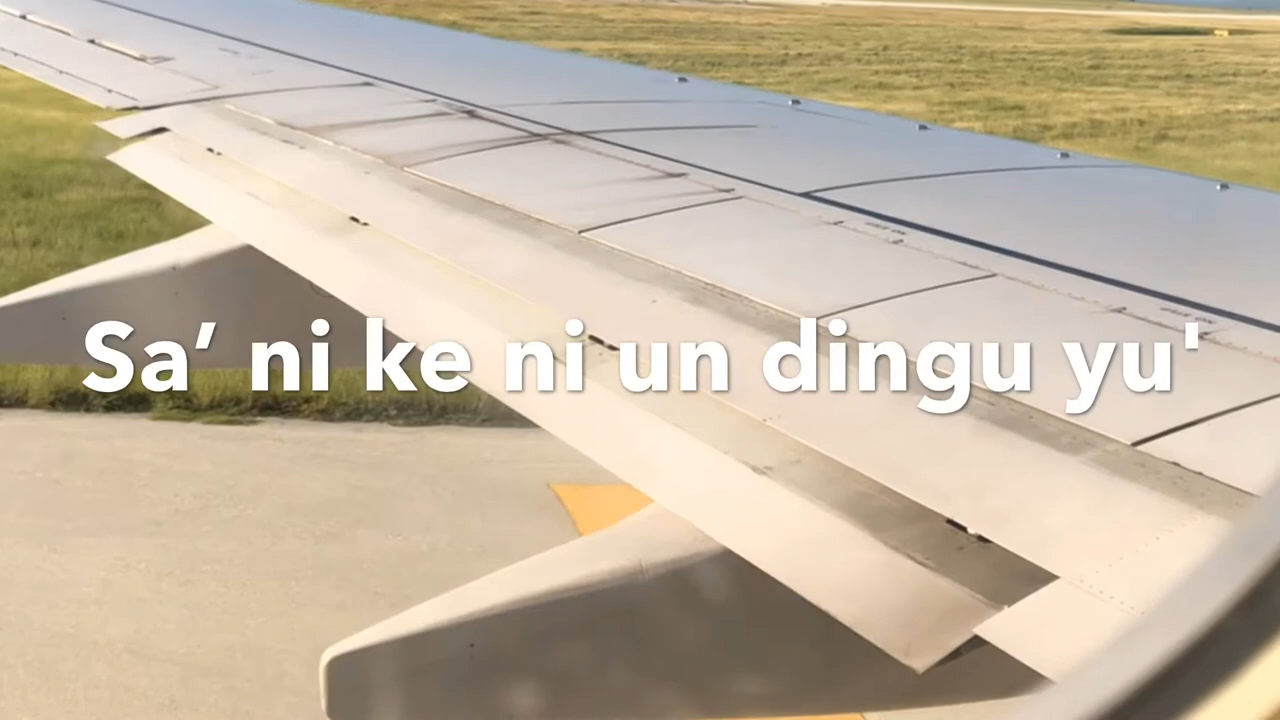 Sa’ ni ke ni un dingu yu'